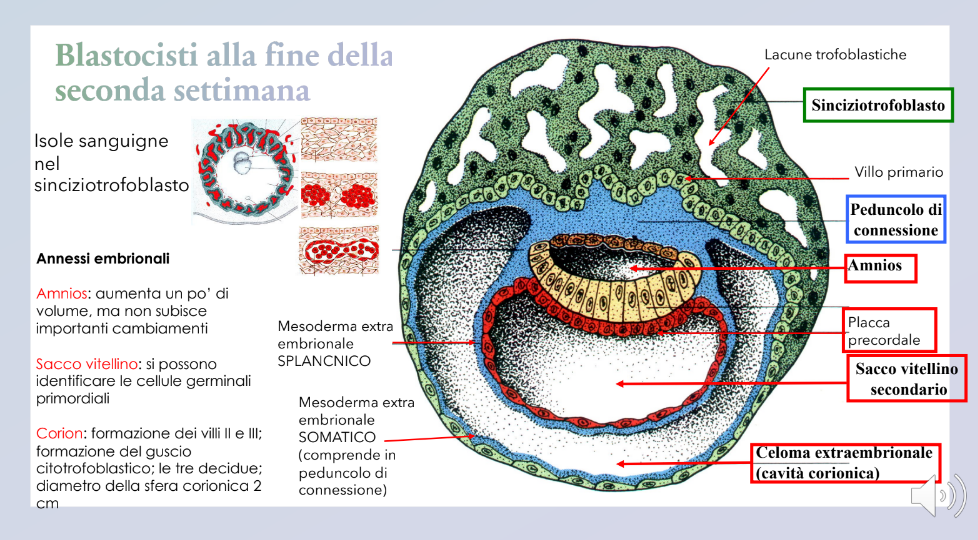 Blastocisti alla fine della
seconda settimana
Isole sanguigne
nel
sinciziotrofoblasto
Annessi embrionali
Amnios: aumenta un po’ di
volume, ma non subisce
importanti cambiamenti
Sacco vitellino: si possono
identificare le cellule germinali
primordiali
Corion: formazione dei villi II e III;
formazione del guscio
citotrofoblastico; le tre decidue;
diametro della sfera corionica 2
cm
Mesoderma extra
embrionale
SPLANCNICO
Mesoderma extra
embrionale
SOMATICO
(comprende in
peduncolo di
connessione)
Lacune trofoblastiche
Sinciziotrofoblasto
Villo primario
Peduncolo di
connessione
Amnios
Placca
precordale
Sacco vitellino
secondario
Celoma extraembrionale
(cavità corionica)